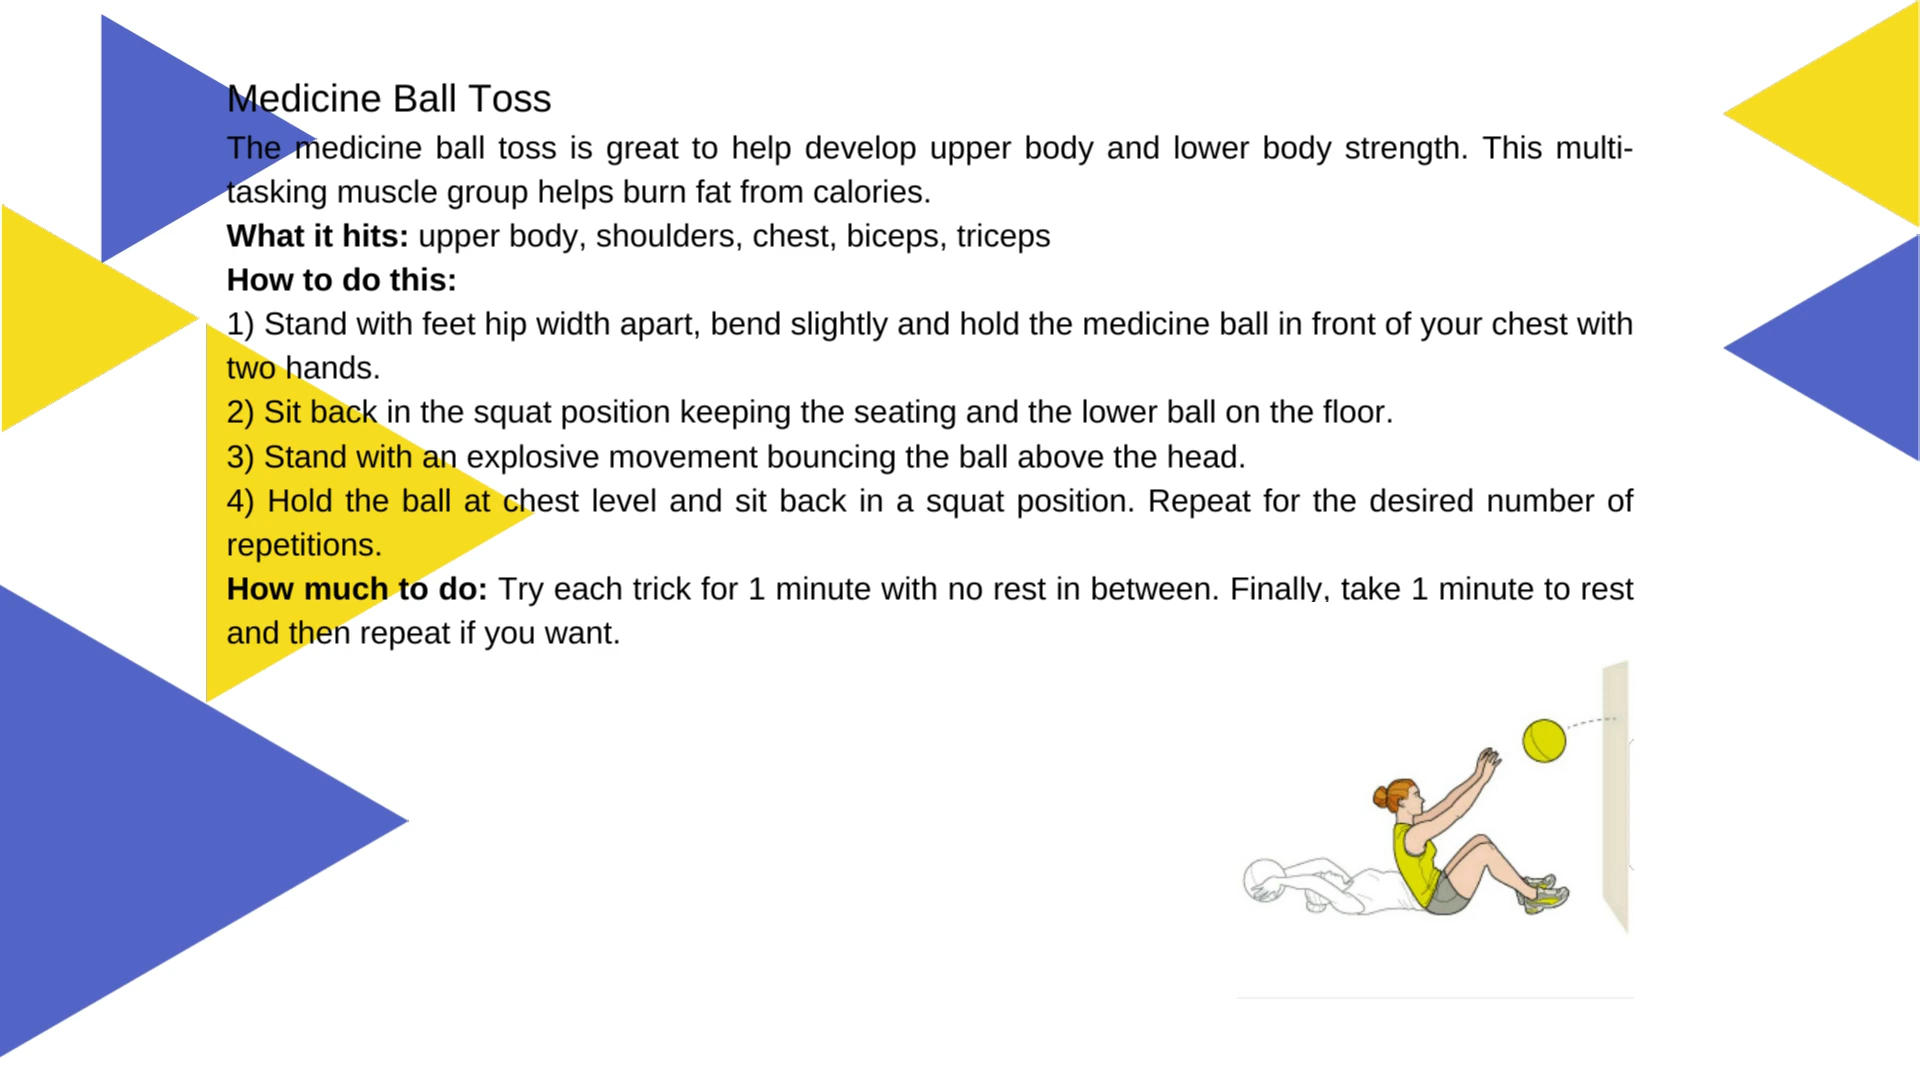 Medicine Ball Toss
The medicine ball toss is great to help develop upper body and lower body strength. This multi-
tasking muscle group helps burn fat from calories.
What it hits: upper body, shoulders, chest, biceps, triceps
How to do this:
1) Stand with feet hip width apart, bend slightly and hold the medicine ball in front of your chest with
two hands.
2) Sit back in the squat position keeping the seating and the lower ball on the floor.
3) Stand with an explosive movement bouncing the ball above the head.
4) Hold the ball at chest level and sit back in a squat position. Repeat for the desired number of
repetitions.
How much to do: Try each trick for 1 minute with no rest in between. Finally, take 1 minute to rest
and then repeat if you want.